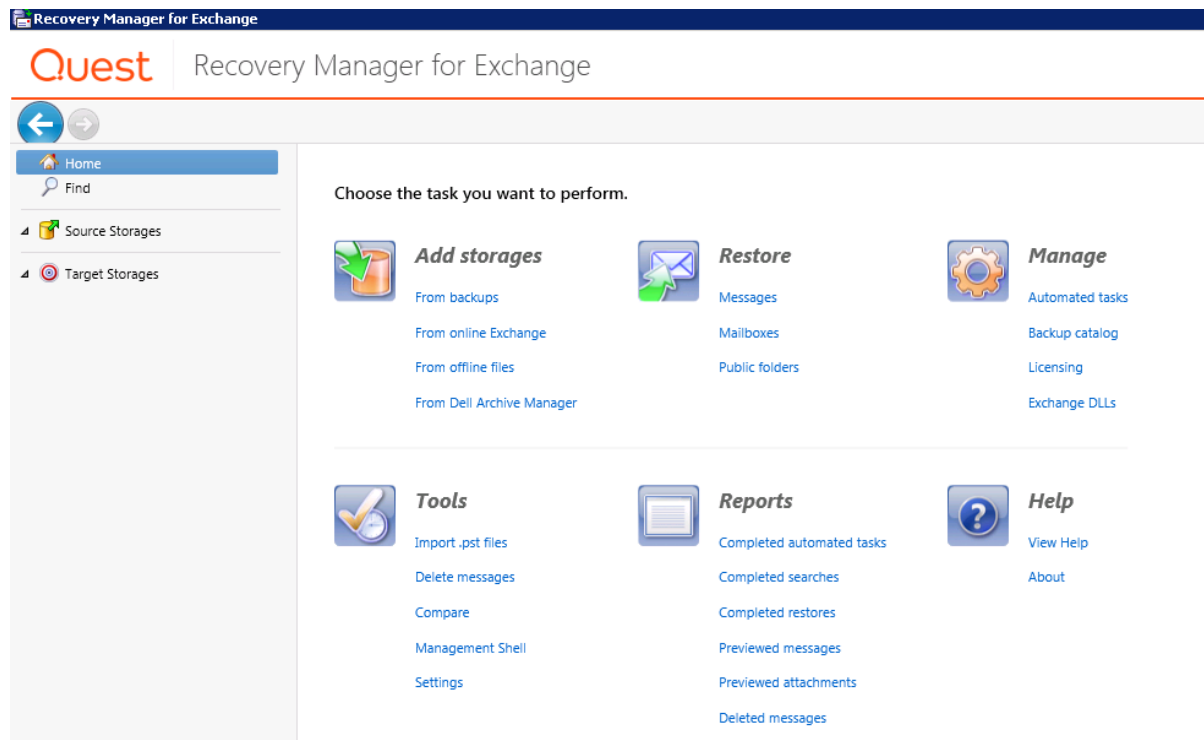 Recovery Manager for Exchange
Quest Recovery Manager for Exchange
Home
Find
Source Storages
Target Storages
Choose the task you want to perform.
Add storages
From backups
From online Exchange
From offline files
From Dell Archive Manager
Restore
Messages
Mailboxes
Public folders
Manage
Automated tasks
Backup catalog
Licensing
Exchange DLLs
Tools
Import .pst files
Delete messages
Compare
Management Shell
Settings
Reports
Completed automated tasks
Completed searches
Completed restores
Previewed messages
Previewed attachments
Deleted messages
Help
View Help
About